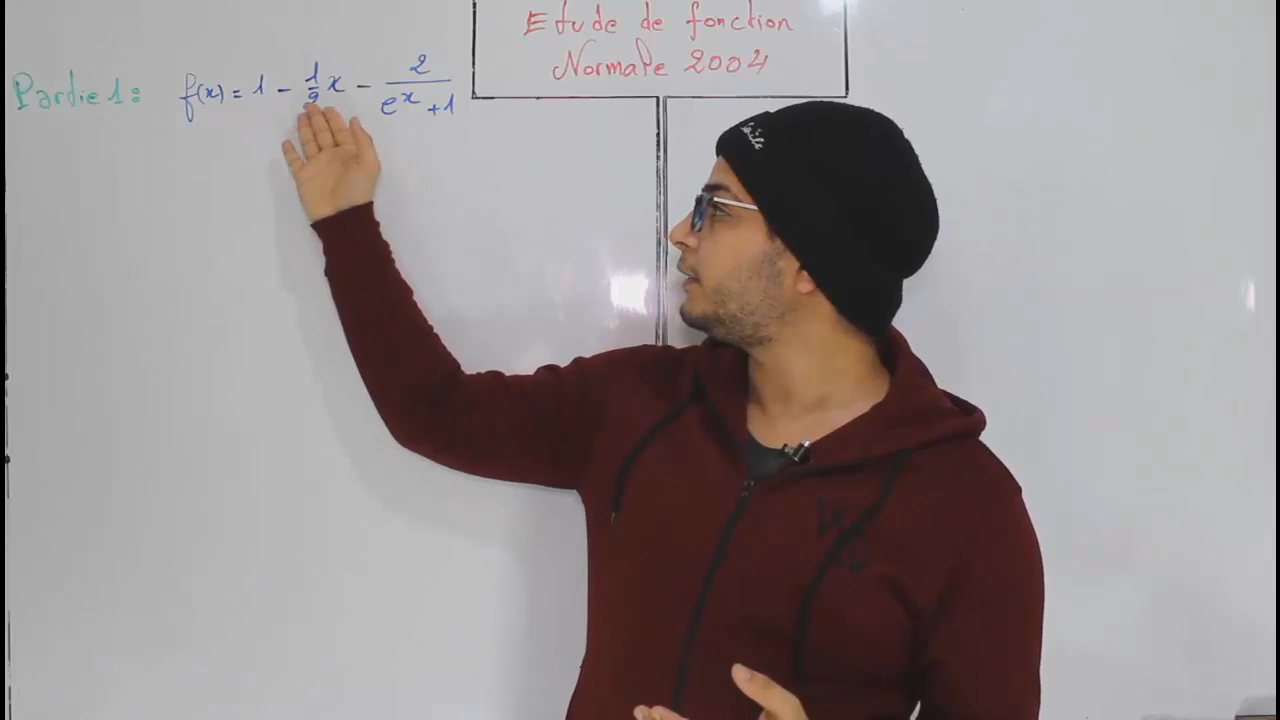 Etude de fonction
Normale 2004
Partie 1 : f(x) = 1 - 1/2 x - 2/(e^x + 1)